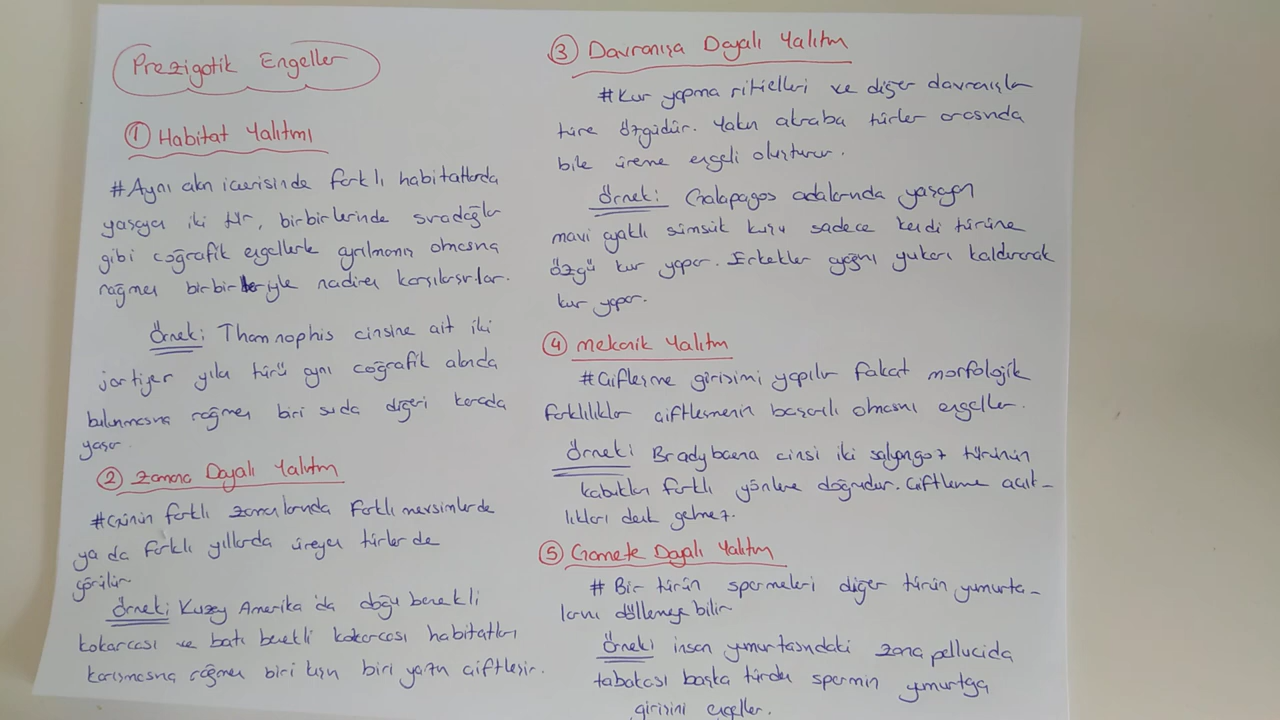 Prezigotik Engeller
① Habitat Yalıtımı
#Aynı alan içerisinde farklı habitatlarda
yaşayan iki tür, birbirlerinde sıradağlar
gibi coğrafik engellerle ayrılmamış olmasına
rağmen birbirleriyle nadiren karşılaşırlar.
Örnek: Thamnophis cinsine ait iki
jartiyer yılan türü aynı coğrafik alanda
bulunmasına rağmen biri suda diğeri karada
yaşar.
② Zamana Dayalı Yalıtım
#Günün farklı zamanlarında farklı mevsimlerde
ya da farklı yıllarda üreyen türlerde
görülür
Örnek: Kuzey Amerika'da doğu benekli
kokarcası ve batı benekli kokarcası habitatları
karışmasına rağmen biri kışın biri yazın çiftleşir.
③ Davranışa Dayalı Yalıtım
#Kur yapma ritüelleri ve diğer davranışlar
türe özgüdür. Yakın akraba türler arasında
bile üreme engeli oluşturur.
Örnek: Galapagos adalarında yaşayan
mavi ayaklı sümsük kuşu sadece kendi türüne
özgü kur yapar. Erkekler ayağını yukarı kaldırarak
kur yapar.
④ Mekanik Yalıtım
#Çiftleşme girişimi yapılır fakat morfolojik
farklılıklar çiftleşmenin başarılı olmasını engeller.
Örnek: Bradybaena cinsi iki salyangoz türünün
kabukları farklı yönlere doğrudur. Çiftleme açık-
lıkları denk gelmez.
⑤ Gamete Dayalı Yalıtım
# Bir türün spermeleri diğer türün yumurta-
larını dölleneye bilir
Örnek: insan yumurtasındaki zona pellucida
tabakası başka türden spermin yumurtaya
girişini engeller.